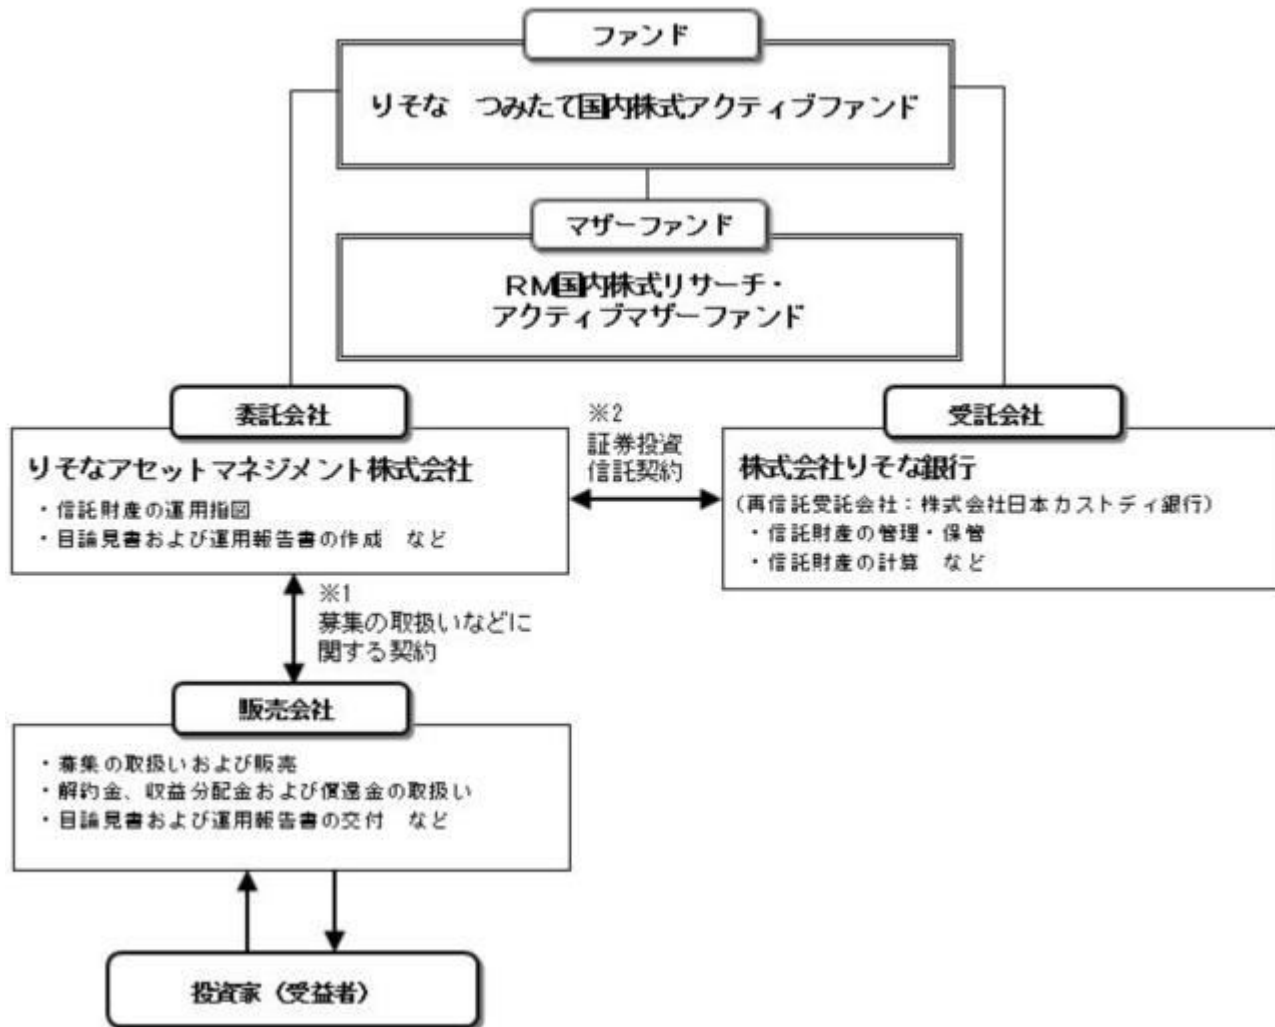 ファンド
りそな　つみたて国内株式アクティブファンド
マザーファンド
RM国内株式リサーチ・
アクティブマザーファンド
委託会社
りそなアセットマネジメント株式会社
・信託財産の運用指図
・目論見書および運用報告書の作成　など
※2
証券投資
信託契約
受託会社
株式会社りそな銀行
(再信託受託会社：株式会社日本カストディ銀行)
・信託財産の管理・保管
・信託財産の計算　など
※1
募集の取扱いなどに
関する契約
販売会社
・募集の取扱いおよび販売
・解約金、収益分配金および償還金の取扱い
・目論見書および運用報告書の交付　など
投資家（受益者）